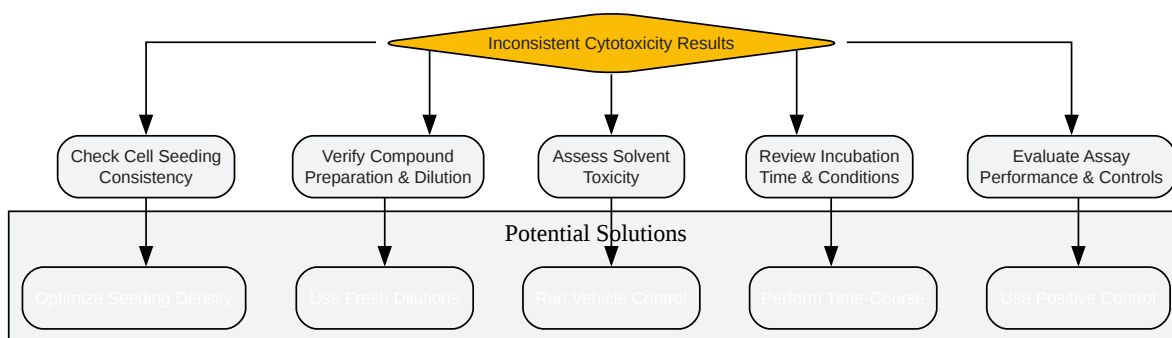 Inconsistent Cytotoxicity Results
Check Cell Seeding
Consistency
Verify Compound
Preparation & Dilution
Assess Solvent
Toxicity
Review Incubation
Time & Conditions
Evaluate Assay
Performance & Controls
Potential Solutions
Optimize Seeding Density
Use Fresh Dilutions
Run Vehicle Control
Perform Time-Course
Use Positive Control